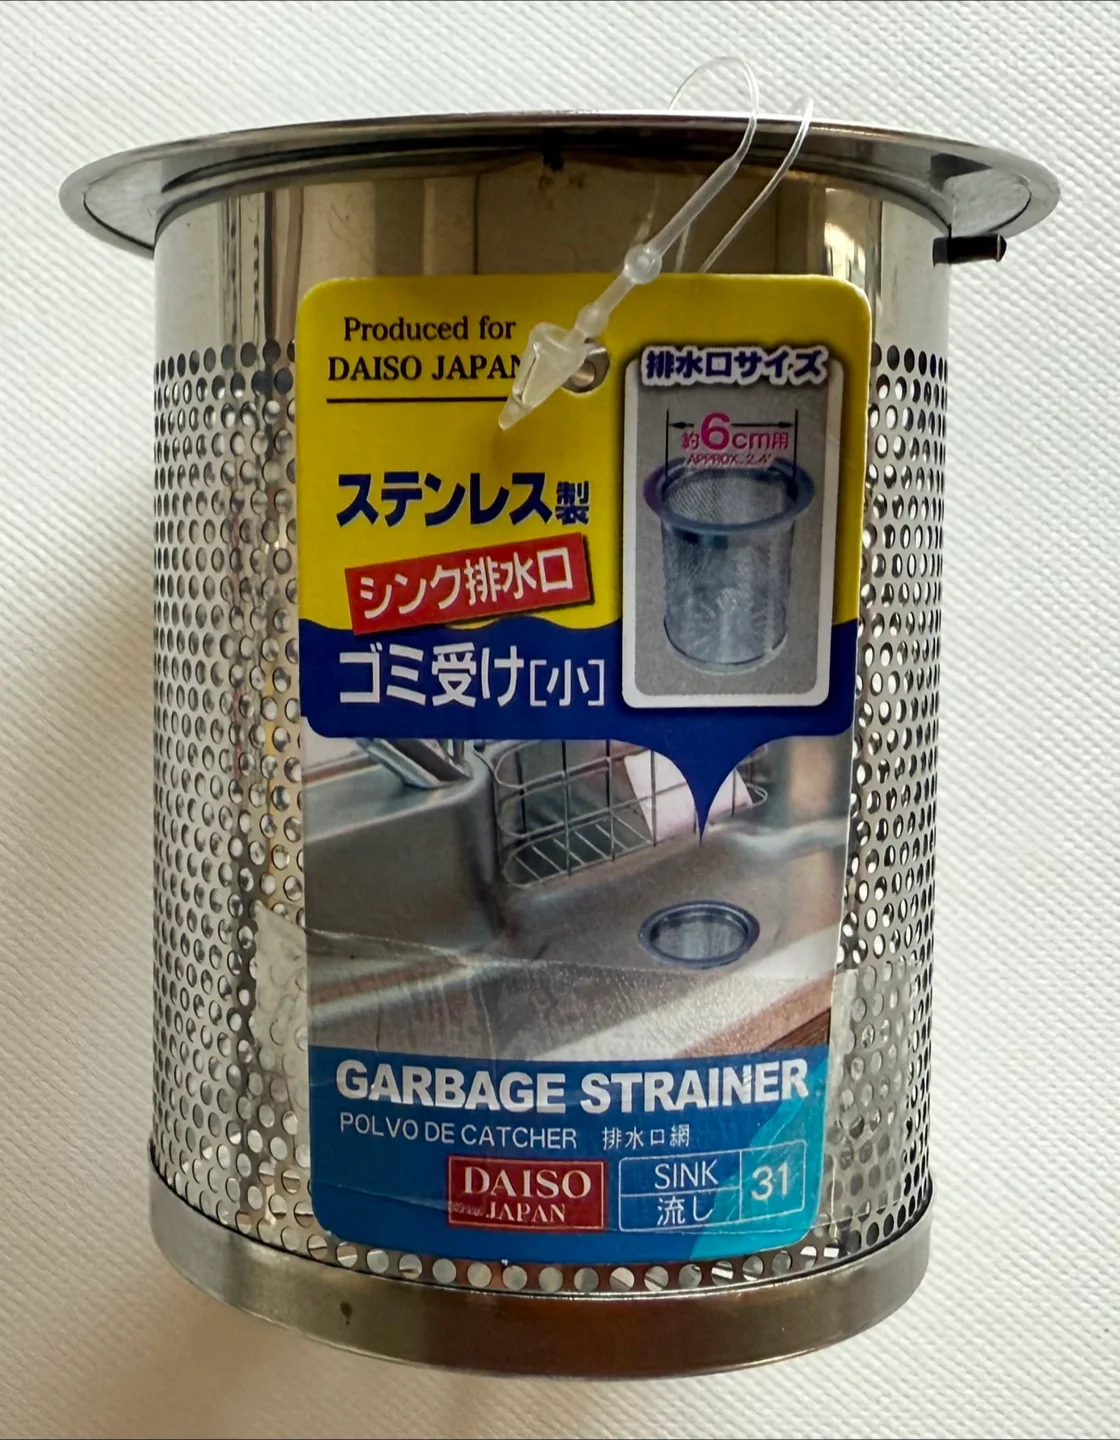 Produced for
DAISO JAPAN
排水口サイズ
約6cm用
APPROX. 2.4"
ステンレス製
シンク排水口
ゴミ受け[小]
GARBAGE STRAINER
POLVO DE CATCHER 排水口網
DAISO
JAPAN
SINK
流し
31